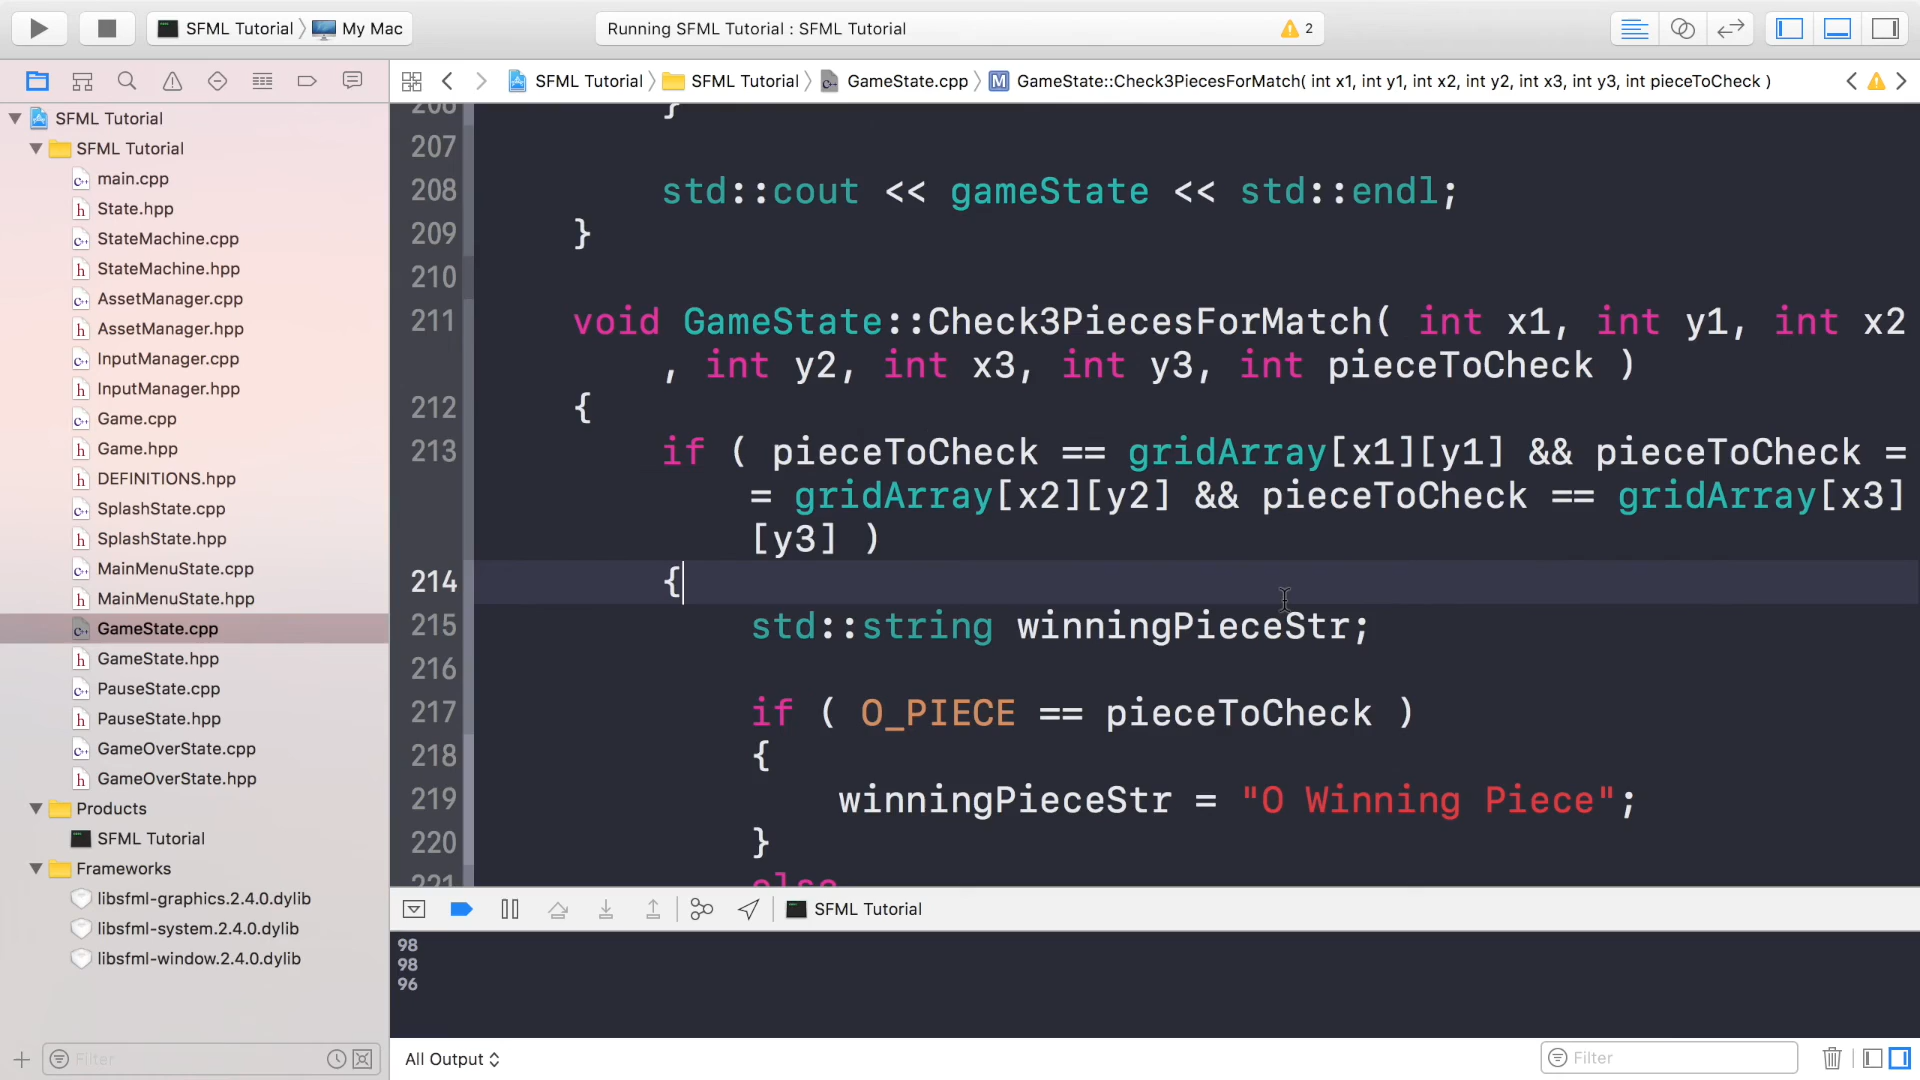 SFML Tutorial My Mac Running SFML Tutorial : SFML Tutorial 2
SFML Tutorial SFML Tutorial GameState.cpp GameState::Check3PiecesForMatch( int x1, int y1, int x2, int y2, int x3, int y3, int pieceToCheck )
SFML Tutorial
SFML Tutorial
main.cpp
State.hpp
StateMachine.cpp
StateMachine.hpp
AssetManager.cpp
AssetManager.hpp
InputManager.cpp
InputManager.hpp
Game.cpp
Game.hpp
DEFINITIONS.hpp
SplashState.cpp
SplashState.hpp
MainMenuState.cpp
MainMenuState.hpp
GameState.cpp
GameState.hpp
PauseState.cpp
PauseState.hpp
GameOverState.cpp
GameOverState.hpp
Products
SFML Tutorial
Frameworks
libsfml-graphics.2.4.0.dylib
libsfml-system.2.4.0.dylib
libsfml-window.2.4.0.dylib
Filter
206 }
207
208 std::cout << gameState << std::endl;
209 }
210
211 void GameState::Check3PiecesForMatch( int x1, int y1, int x2
, int y2, int x3, int y3, int pieceToCheck )
212 {
213 if ( pieceToCheck == gridArray[x1][y1] && pieceToCheck =
= gridArray[x2][y2] && pieceToCheck == gridArray[x3]
[y3] )
214 {
215 std::string winningPieceStr;
216
217 if ( O_PIECE == pieceToCheck )
218 {
219 winningPieceStr = "O Winning Piece";
220 }
221 else
SFML Tutorial
98
98
96
All Output Filter